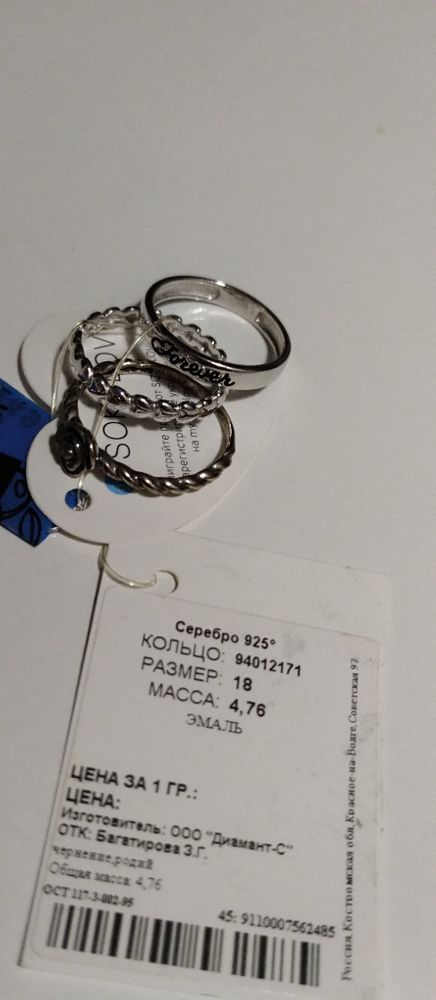 Forever
SOK
на
Серебро 925°
КОЛЬЦО: 94012171
РАЗМЕР: 18
МАССА: 4,76
ЭМАЛЬ
ЦЕНА ЗА 1 ГР.:
ЦЕНА:
Изготовитель: ООО "Диамант-С"
ОТК: Багатирова З.Г.
чернение,родий
Общая масса: 4,76
ОСТ 117-3-002-95
45: 9110007562485
Россия, Костромская обл, Красное-на-Волге, Советская 97